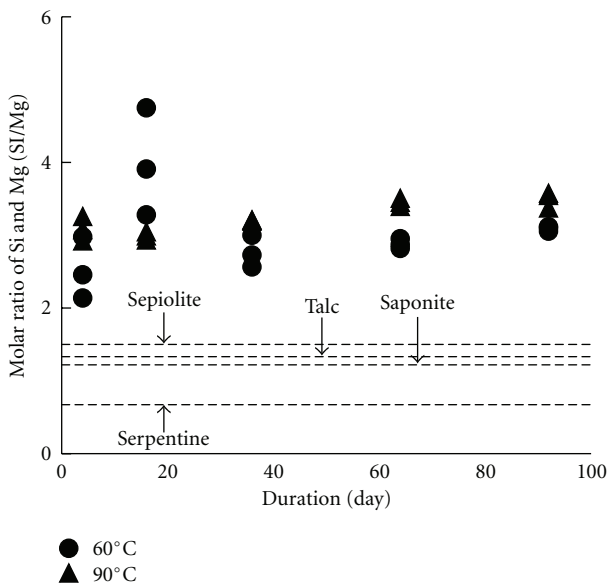 6
4
2
0
Molar ratio of Si and Mg (SI/Mg)
Sepiolite
Talc
Saponite
Serpentine
0 20 40 60 80 100
Duration (day)
60°C
90°C